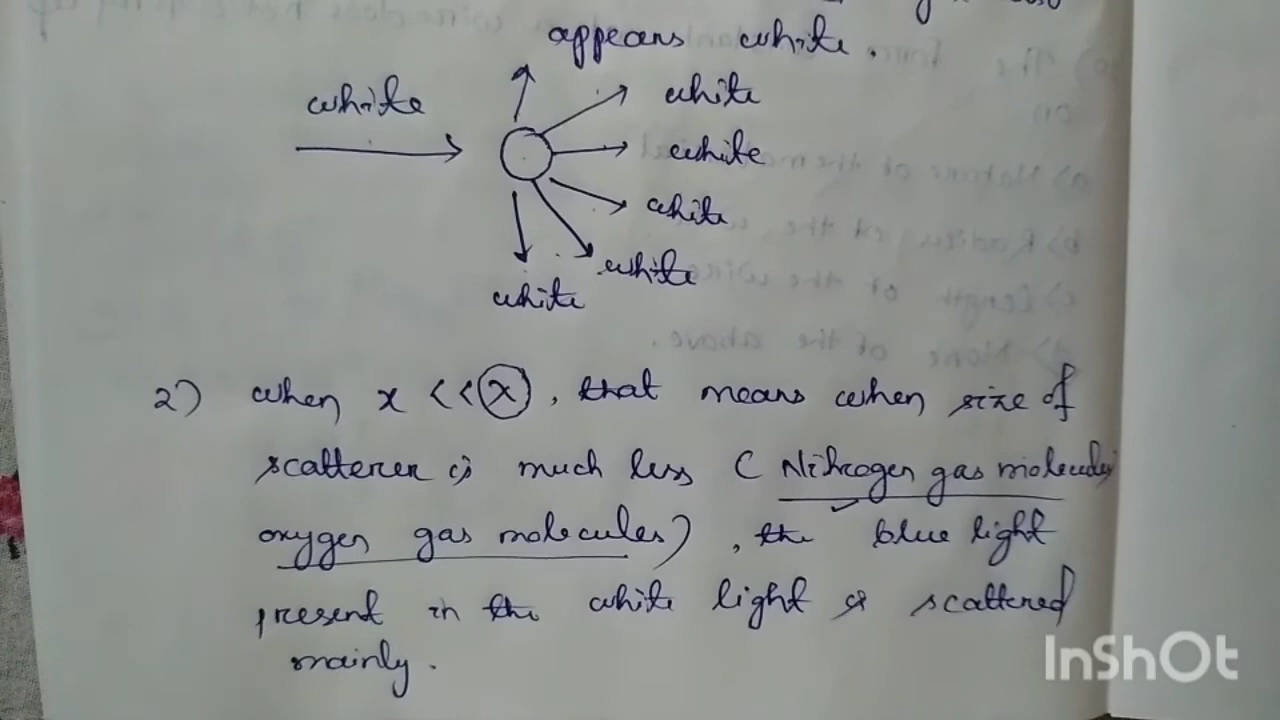 appears white.
white
white
white
white
white
white
2) when x << λ, that means when size of
scatterer is much less ( Nitrogen gas molecules
oxygen gas molecules) , the blue light
present in the white light is scattered
mainly.
InShOt